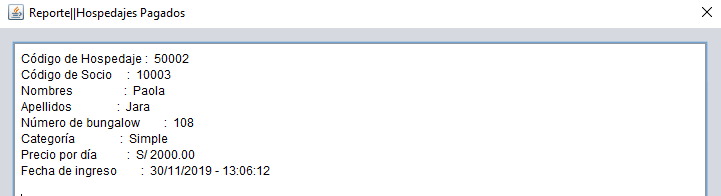 Reporte||Hospedajes Pagados
Código de Hospedaje : 50002
Código de Socio : 10003
Nombres : Paola
Apellidos : Jara
Número de bungalow : 108
Categoría : Simple
Precio por día : S/ 2000.00
Fecha de ingreso : 30/11/2019 - 13:06:12